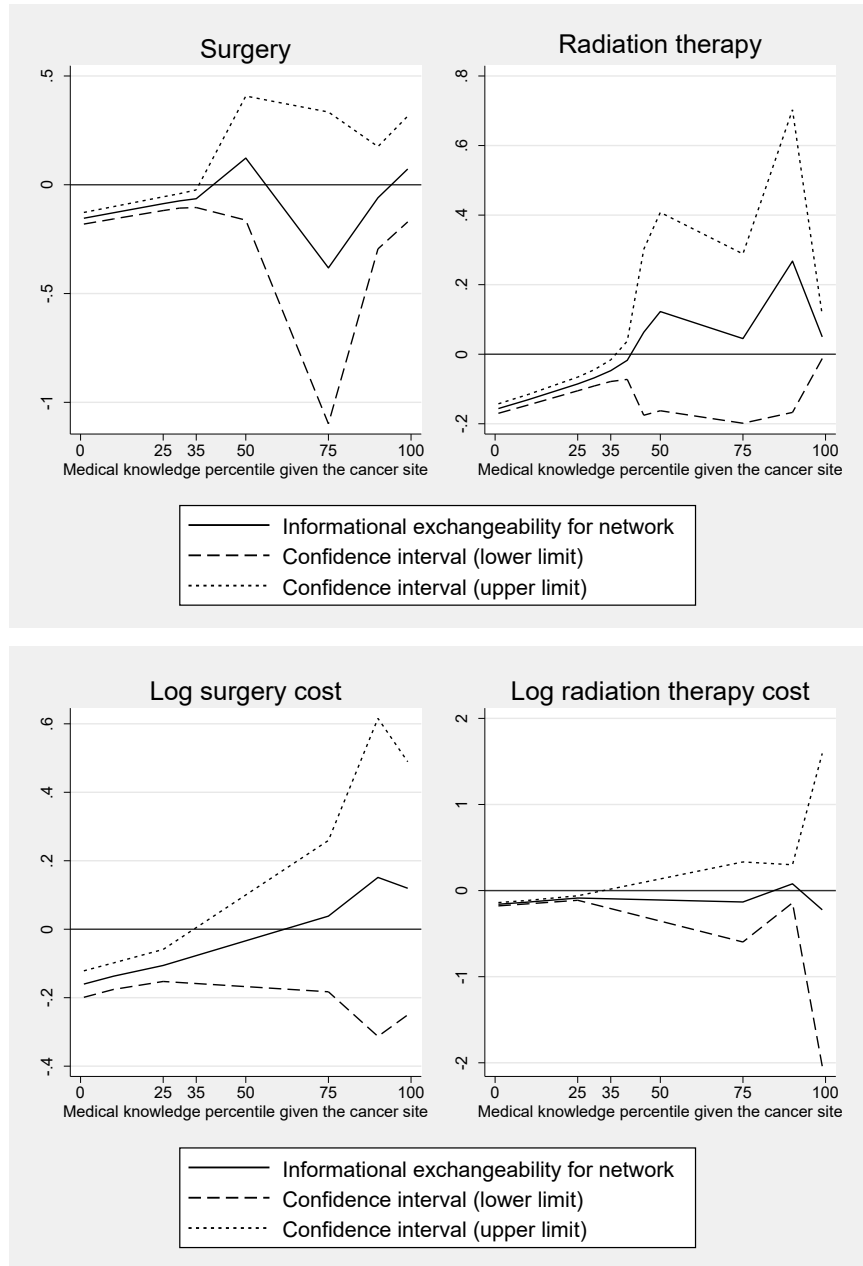 Surgery
.5
0
-.5
-1
0 25 35 50 75 100
Medical knowledge percentile given the cancer site
Radiation therapy
.8
.6
.4
.2
0
-.2
0 25 35 50 75 100
Medical knowledge percentile given the cancer site
Informational exchangeability for network
Confidence interval (lower limit)
Confidence interval (upper limit)
Log surgery cost
.6
.4
.2
0
-.2
-.4
0 25 35 50 75 100
Medical knowledge percentile given the cancer site
Log radiation therapy cost
2
1
0
-1
-2
0 25 35 50 75 100
Medical knowledge percentile given the cancer site
Informational exchangeability for network
Confidence interval (lower limit)
Confidence interval (upper limit)